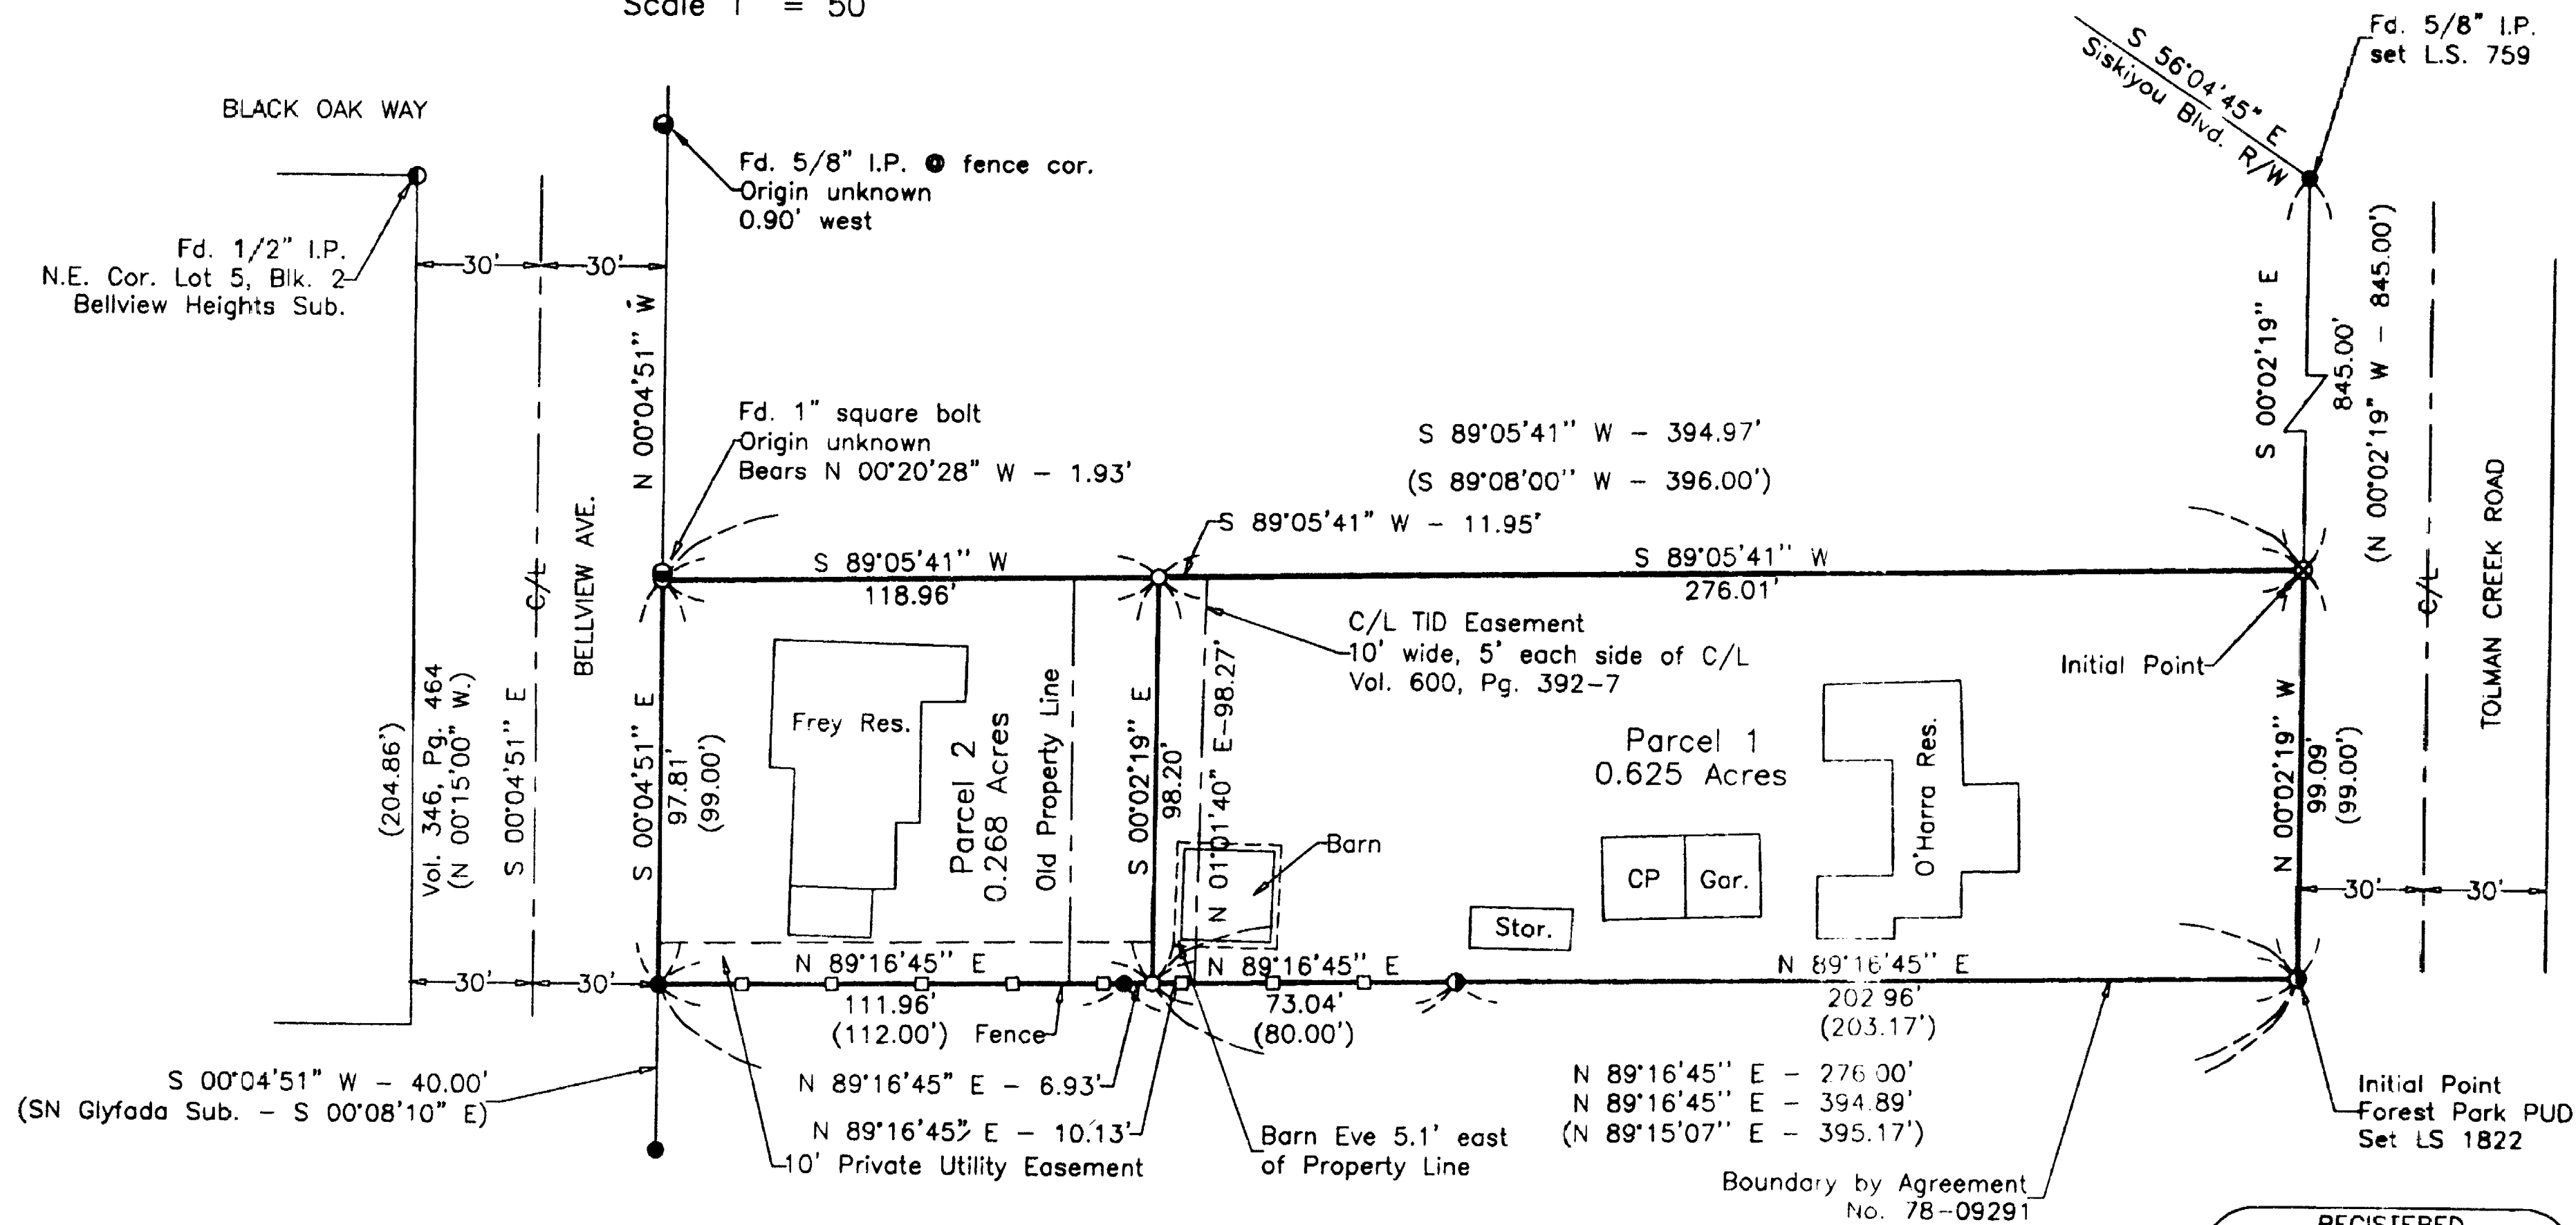 Scale 1" = 50'
BLACK OAK WAY
Fd. 5/8" I.P. @ fence cor.
Origin unknown
0.90' west
S 56°04'45" E
Siskiyou Blvd. R/W
Fd. 5/8" I.P.
set L.S. 759
Fd. 1/2" I.P.
N.E. Cor. Lot 5, Blk. 2
Bellview Heights Sub.
30'
30'
N 00°04'51" W
S 00°02'19" E
845.00'
(N 00°02'19" W - 845.00')
Fd. 1" square bolt
Origin unknown
Bears N 00°20'28" W - 1.93'
S 89°05'41" W - 394.97'
(S 89°08'00" W - 396.00')
S 89°05'41" W - 11.95'
S 89°05'41" W
118.96'
S 89°05'41" W
276.01'
C/L
BELLVIEW AVE.
C/L
TOLMAN CREEK ROAD
C/L TID Easement
10' wide, 5' each side of C/L
Vol. 600, Pg. 392-7
Initial Point
(204.86')
Vol. 346, Pg. 464
(N 00°15'00" W.)
S 00°04'51" E
S 00°04'51" E
97.81'
(99.00')
Frey Res.
Parcel 2
0.268 Acres
Old Property Line
S 00°02'19" E
98.20'
N 01°01'40" E-98.27'
Barn
Parcel 1
0.625 Acres
CP
Gar.
O'Harra Res.
Stor.
N 00°02'19" W
99.09'
(99.00')
30'
30'
30'
30'
N 89°16'45" E
111.96'
(112.00')
Fence
N 89°16'45" E
73.04'
(80.00')
N 89°16'45" E
202.96'
(203.17')
S 00°04'51" W - 40.00'
(SN Glyfada Sub. - S 00°08'10" E)
N 89°16'45" E - 6.93'
N 89°16'45" E - 10.13'
10' Private Utility Easement
Barn Eve 5.1' east
of Property Line
N 89°16'45" E - 276.00'
N 89°16'45" E - 394.89'
(N 89°15'07" E - 395.17')
Boundary by Agreement
No. 78-09291
Initial Point
Forest Park PUD
Set LS 1822
REGISTERED